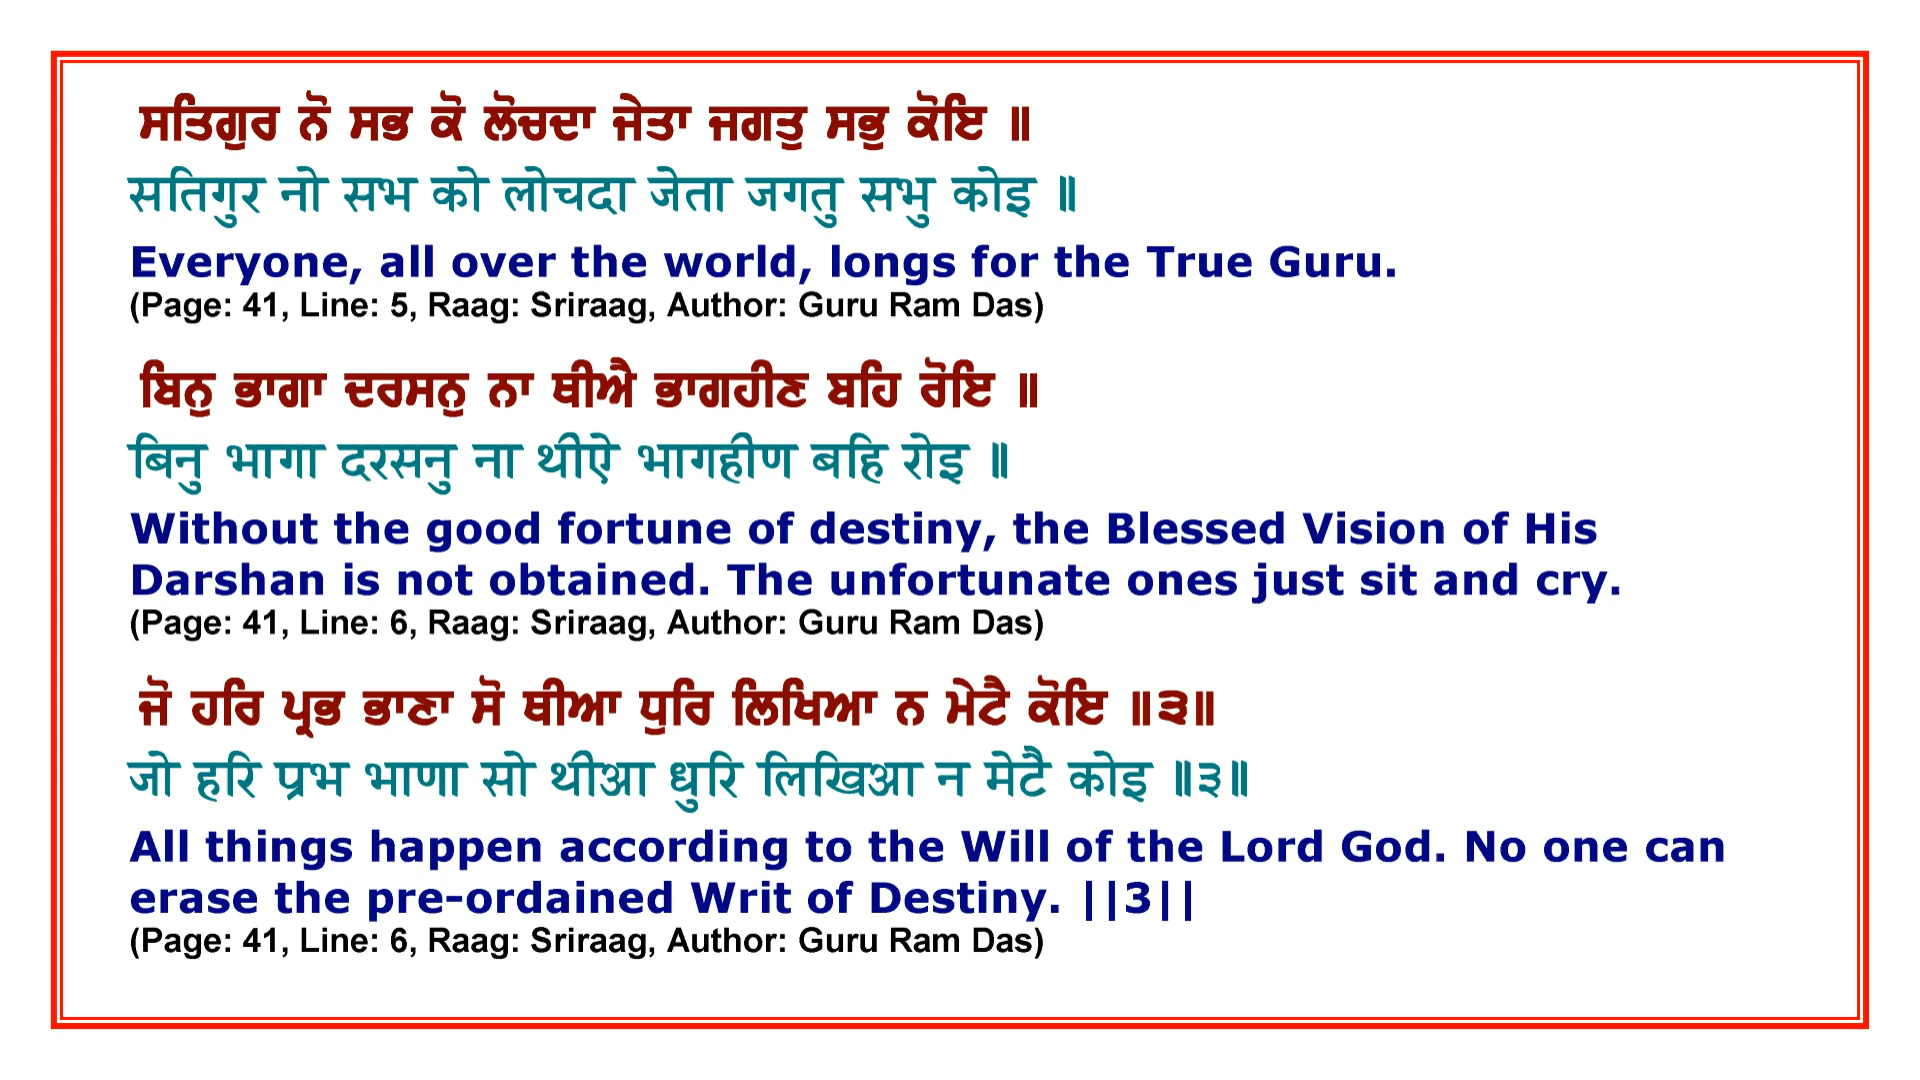 ਸਤਿਗੁਰ ਨੋ ਸਭ ਕੋ ਲੋਚਦਾ ਜੇਤਾ ਜਗਤੁ ਸਭੁ ਕੋਇ ॥
सतिगुर नो सभ को लोचदा जेता जगतु सभु कोइ ॥
Everyone, all over the world, longs for the True Guru.
(Page: 41, Line: 5, Raag: Sriraag, Author: Guru Ram Das)
ਬਿਨੁ ਭਾਗਾ ਦਰਸਨੁ ਨਾ ਥੀਐ ਭਾਗਹੀਣ ਬਹਿ ਰੋਇ ॥
बिनु भागा दरसनु ना थीऐ भागहीण बहि रोइ ॥
Without the good fortune of destiny, the Blessed Vision of His
Darshan is not obtained. The unfortunate ones just sit and cry.
(Page: 41, Line: 6, Raag: Sriraag, Author: Guru Ram Das)
ਜੋ ਹਰਿ ਪ੍ਰਭ ਭਾਣਾ ਸੋ ਥੀਆ ਧੁਰਿ ਲਿਖਿਆ ਨ ਮੇਟੈ ਕੋਇ ॥੩॥
जो हरि प्रभ भाणा सो थीआ धुरि लिखिआ न मेटै कोइ ॥३॥
All things happen according to the Will of the Lord God. No one can
erase the pre-ordained Writ of Destiny. ||3||
(Page: 41, Line: 6, Raag: Sriraag, Author: Guru Ram Das)